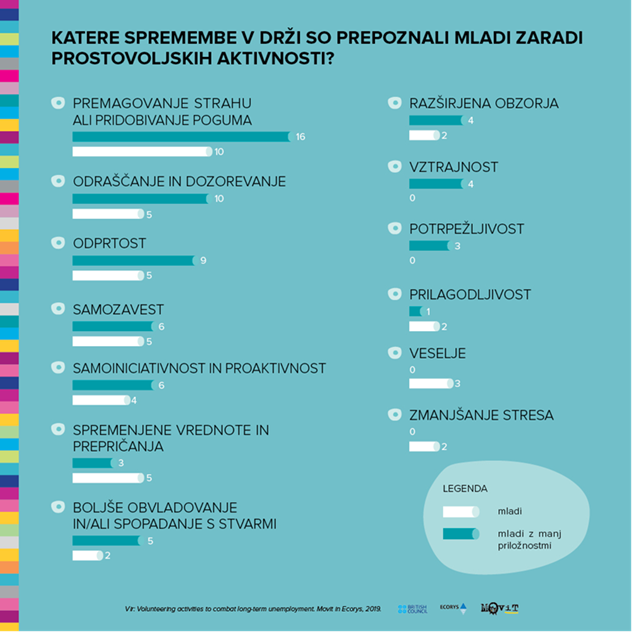 KATERE SPREMEMBE V DRŽI SO PREPOZNALI MLADI ZARADI
PROSTOVOLJSKIH AKTIVNOSTI?
PREMAGOVANJE STRAHU
ALI PRIDOBIVANJE POGUMA
16
10
ODRAŠČANJE IN DOZOREVANJE
10
5
ODPRTOST
9
5
SAMOZAVEST
6
5
SAMOINICIATIVNOST IN PROAKTIVNOST
6
4
SPREMENJENE VREDNOTE IN
PREPRIČANJA
3
5
BOLJŠE OBVLADOVANJE
IN/ALI SPOPADANJE S STVARMI
5
2
RAZŠIRJENA OBZORJA
4
2
VZTRAJNOST
4
0
POTRPEŽLJIVOST
3
0
PRILAGODLJIVOST
1
2
VESELJE
0
3
ZMANJŠANJE STRESA
0
2
LEGENDA
mladi
mladi z manj
priložnostmi
Vir: Volunteering activities to combat long-term unemployment. Movit in Ecorys, 2019.
BRITISH
COUNCIL
ECORYS
MOVIT